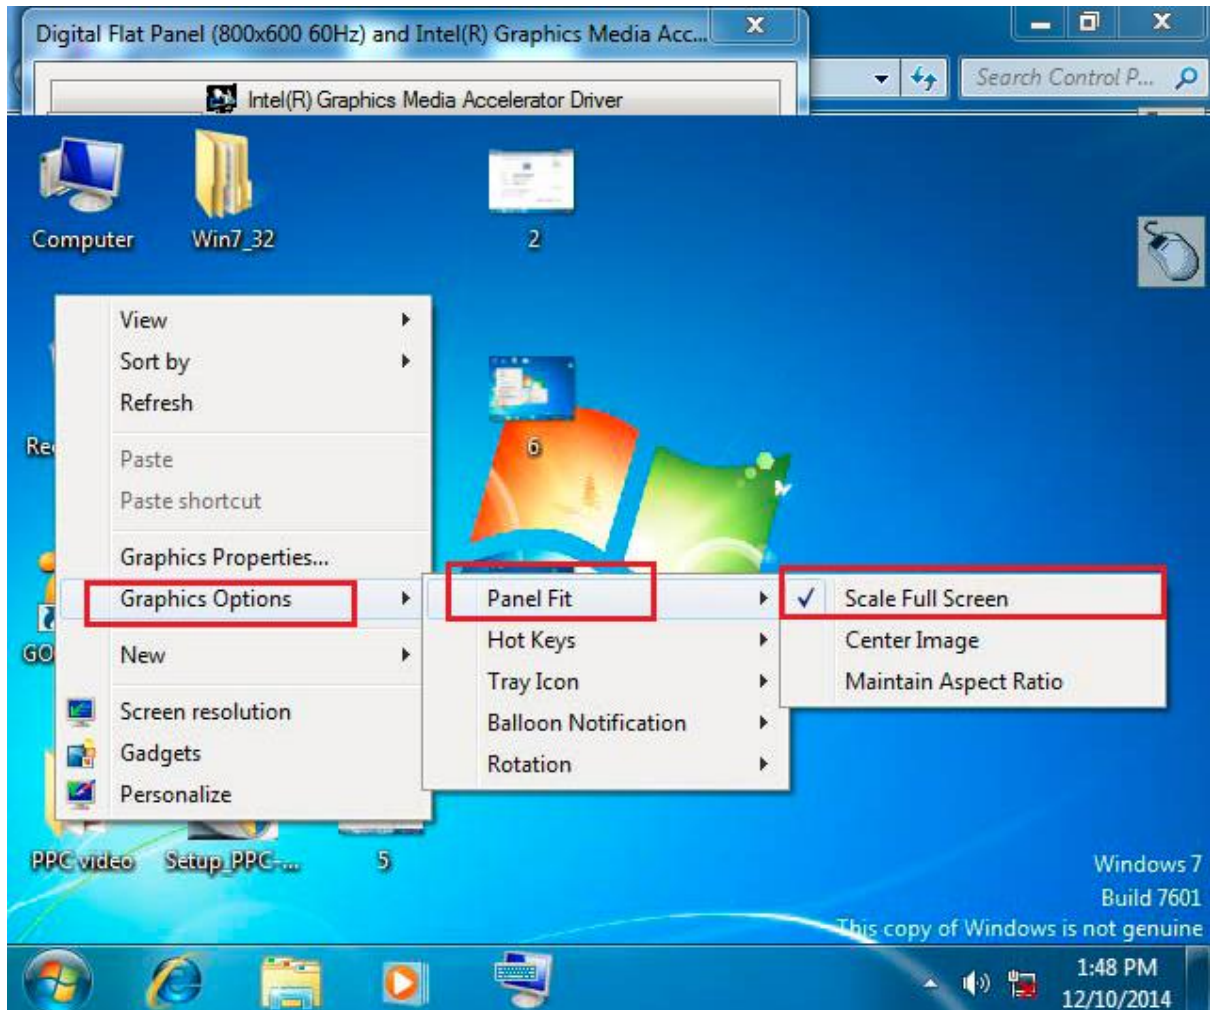 Digital Flat Panel (800x600 60Hz) and Intel(R) Graphics Media Acc...
Search Control P...
Intel(R) Graphics Media Accelerator Driver
Computer
Win7_32
2
View
Sort by
Refresh
6
Paste
Paste shortcut
Graphics Properties...
Graphics Options
Panel Fit
Scale Full Screen
Hot Keys
Center Image
New
Tray Icon
Maintain Aspect Ratio
Screen resolution
Balloon Notification
Gadgets
Rotation
Personalize
PPC video
Setup_PPC-...
5
Windows 7
Build 7601
This copy of Windows is not genuine
1:48 PM
12/10/2014